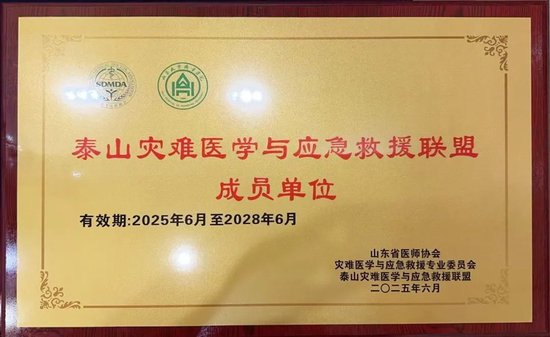 SDMDA
泰山灾难医学与应急救援联盟
成员单位
有效期:2025年6月至2028年6月
山东省医师协会
灾难医学与应急救援专业委员会
泰山灾难医学与应急救援联盟
二〇二五年六月